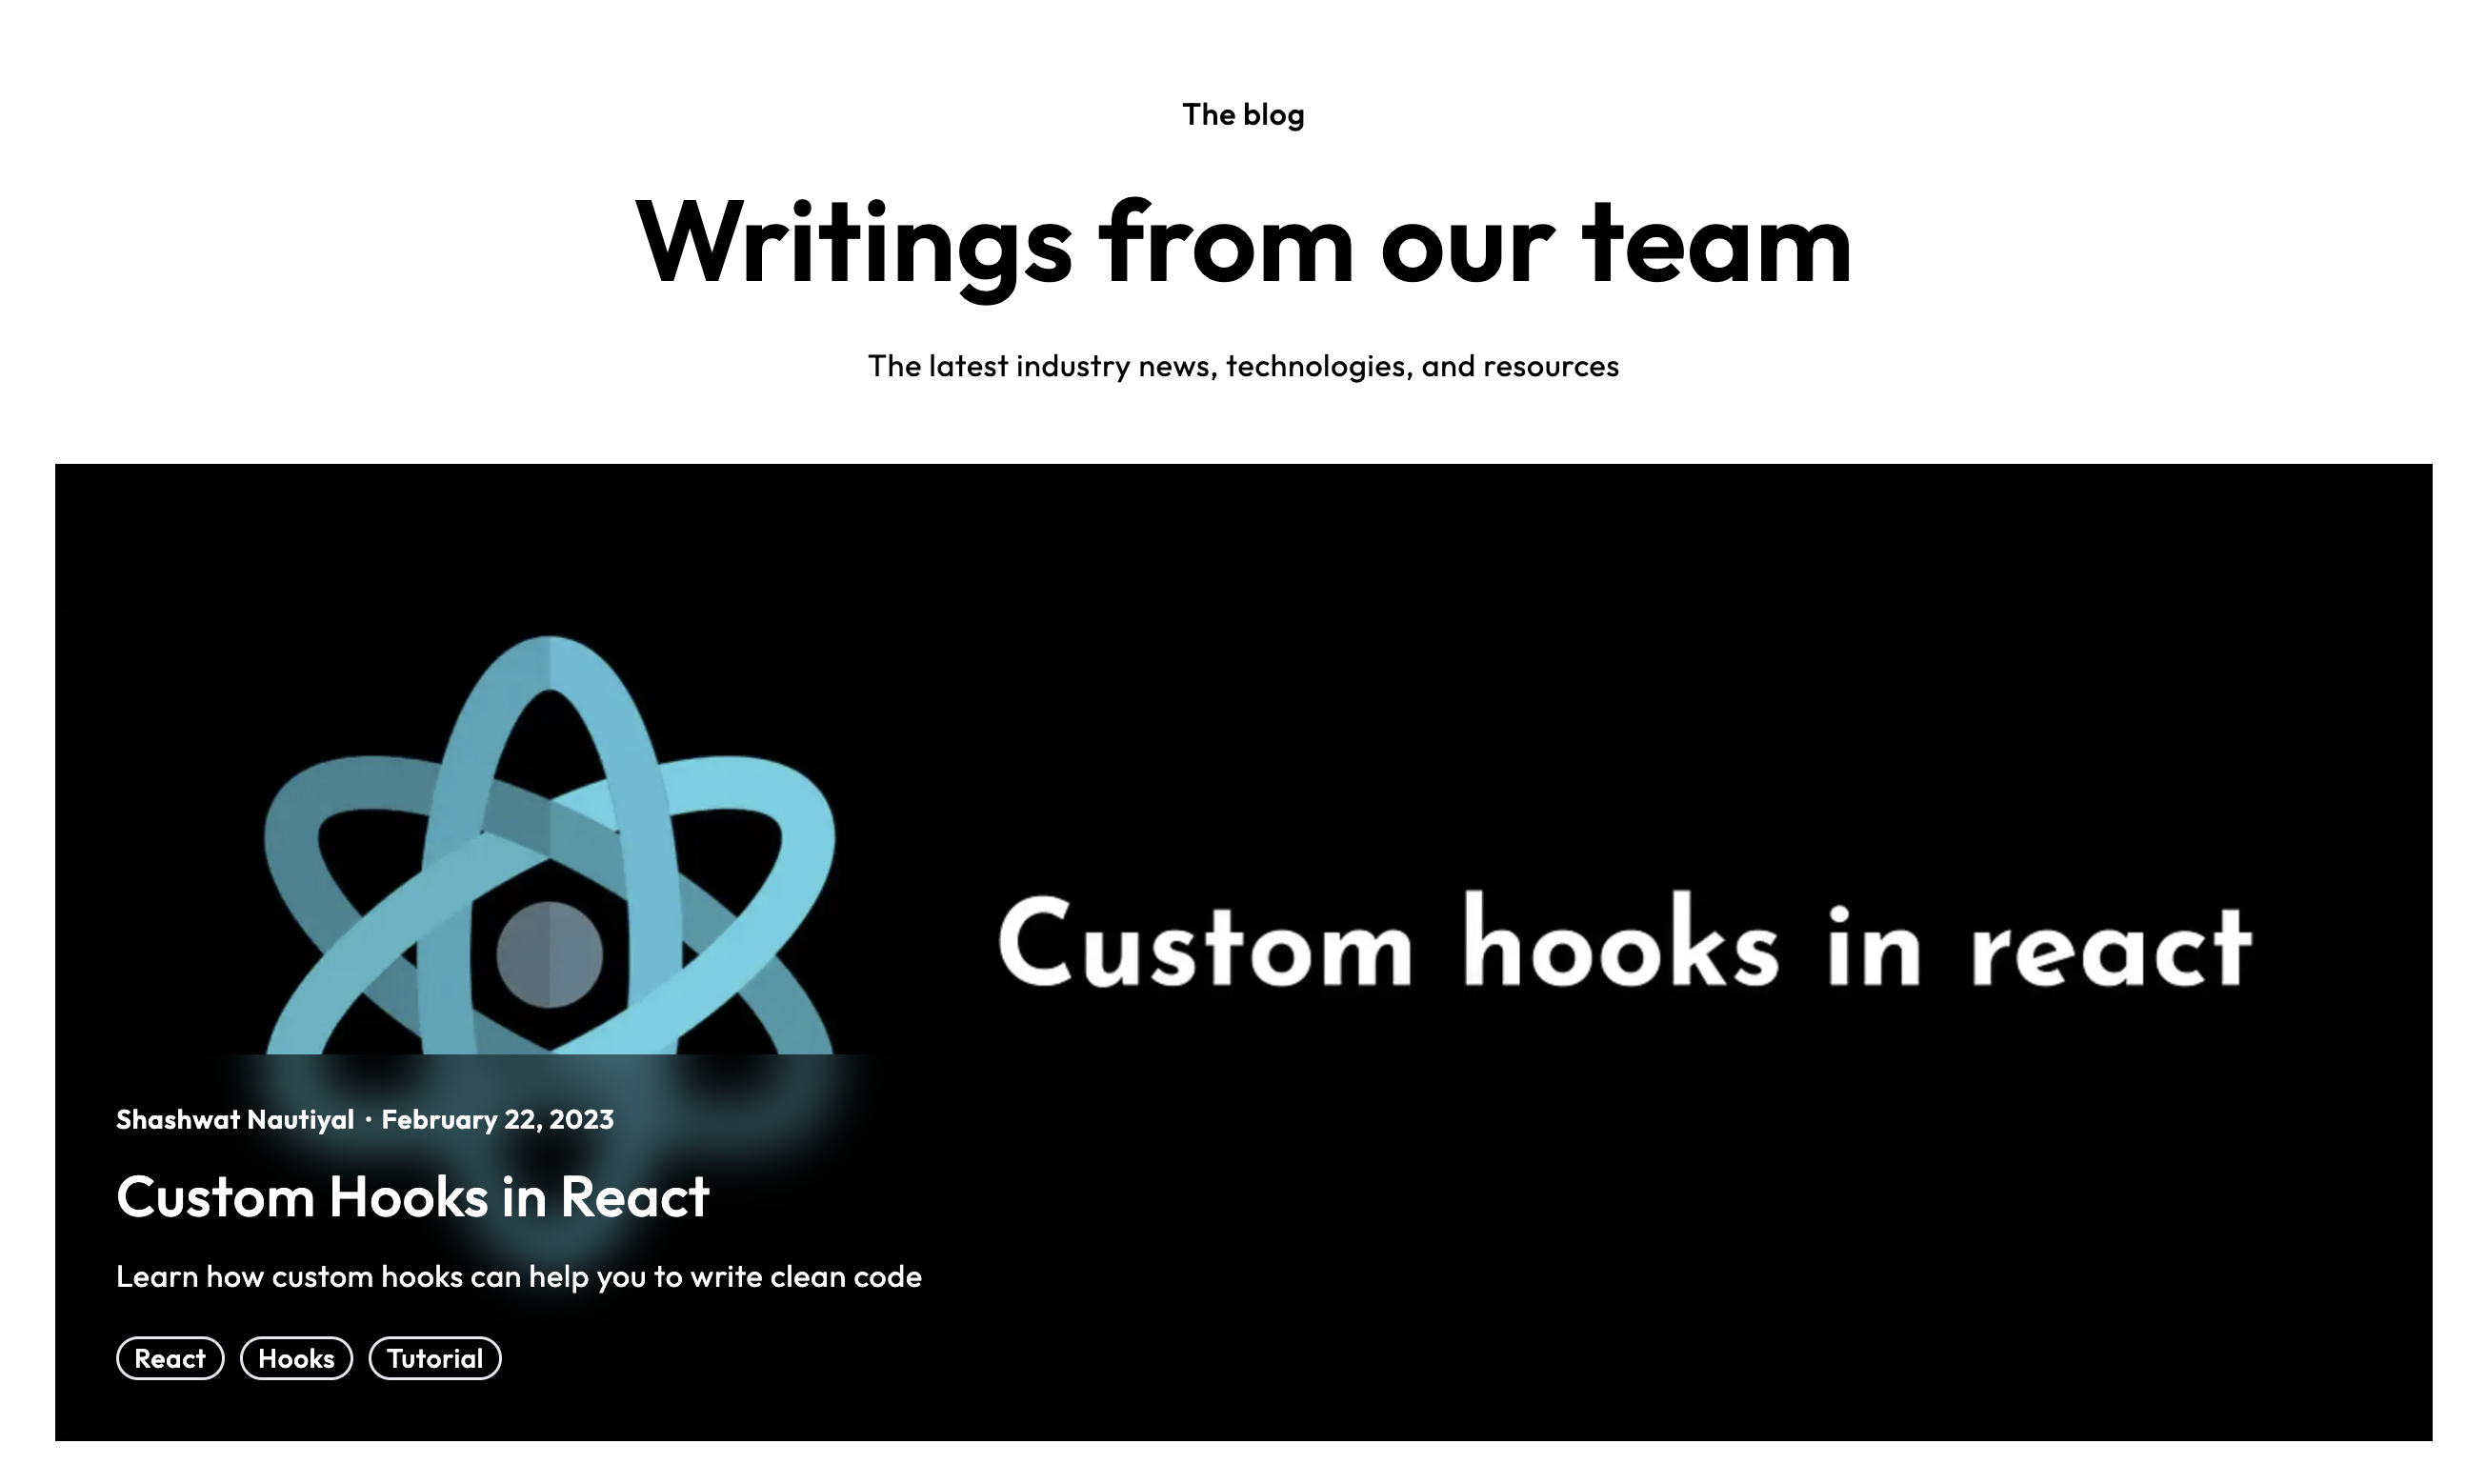 The blog
Writings from our team
The latest industry news, technologies, and resources
Custom hooks in react
Shashwat Nautiyal · February 22, 2023
Custom Hooks in React
Learn how custom hooks can help you to write clean code
React Hooks Tutorial